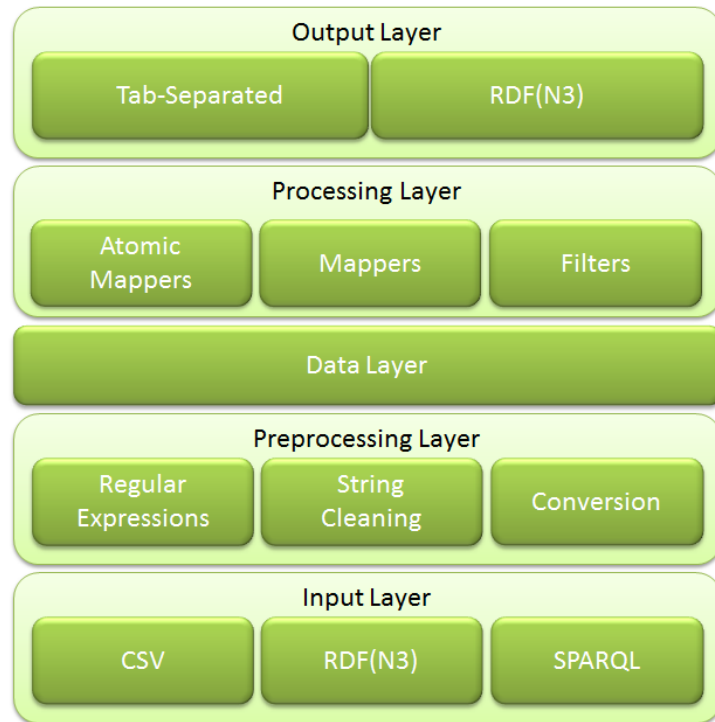 Output Layer
Tab-Separated
RDF(N3)
Processing Layer
Atomic
Mappers
Mappers
Filters
Data Layer
Preprocessing Layer
Regular
Expressions
String
Cleaning
Conversion
Input Layer
CSV
RDF(N3)
SPARQL